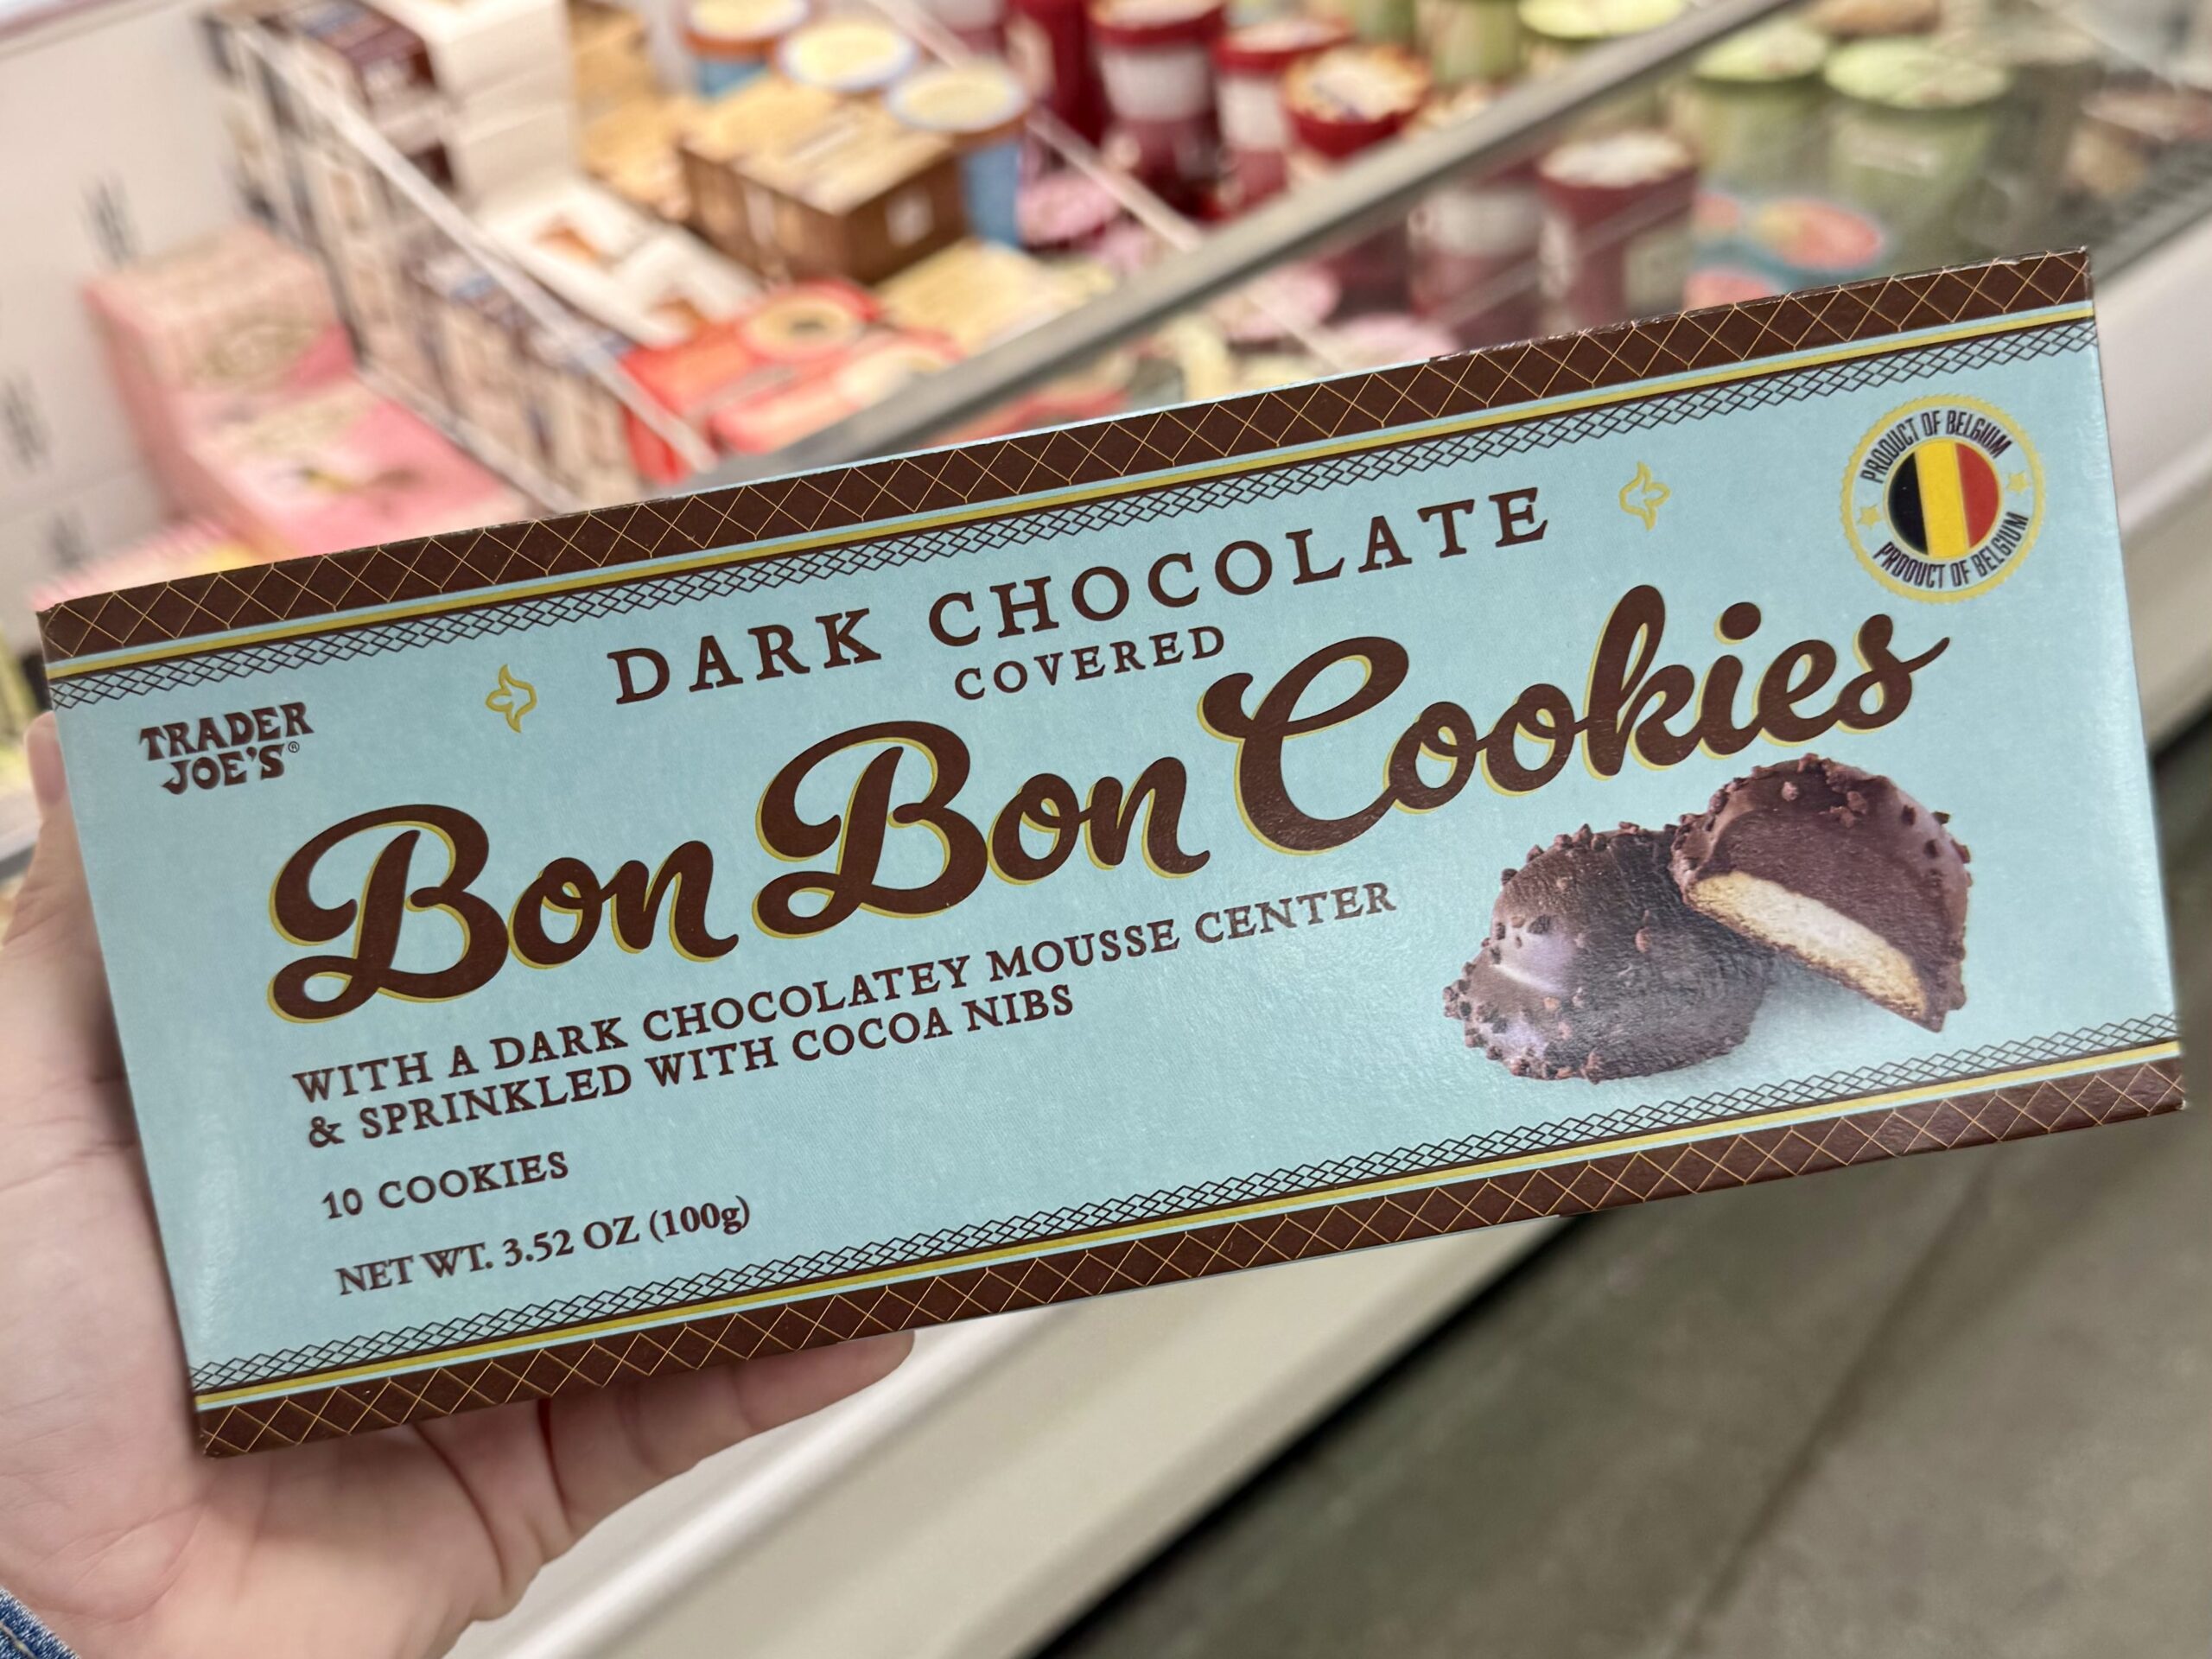 DARK CHOCOLATE
COVERED
TRADER
JOE'S®
Bon Bon Cookies
WITH A DARK CHOCOLATEY MOUSSE CENTER
& SPRINKLED WITH COCOA NIBS
10 COOKIES
NET WT. 3.52 OZ (100g)
PRODUCT OF BELGIUM
PRODUCT OF BELGIUM